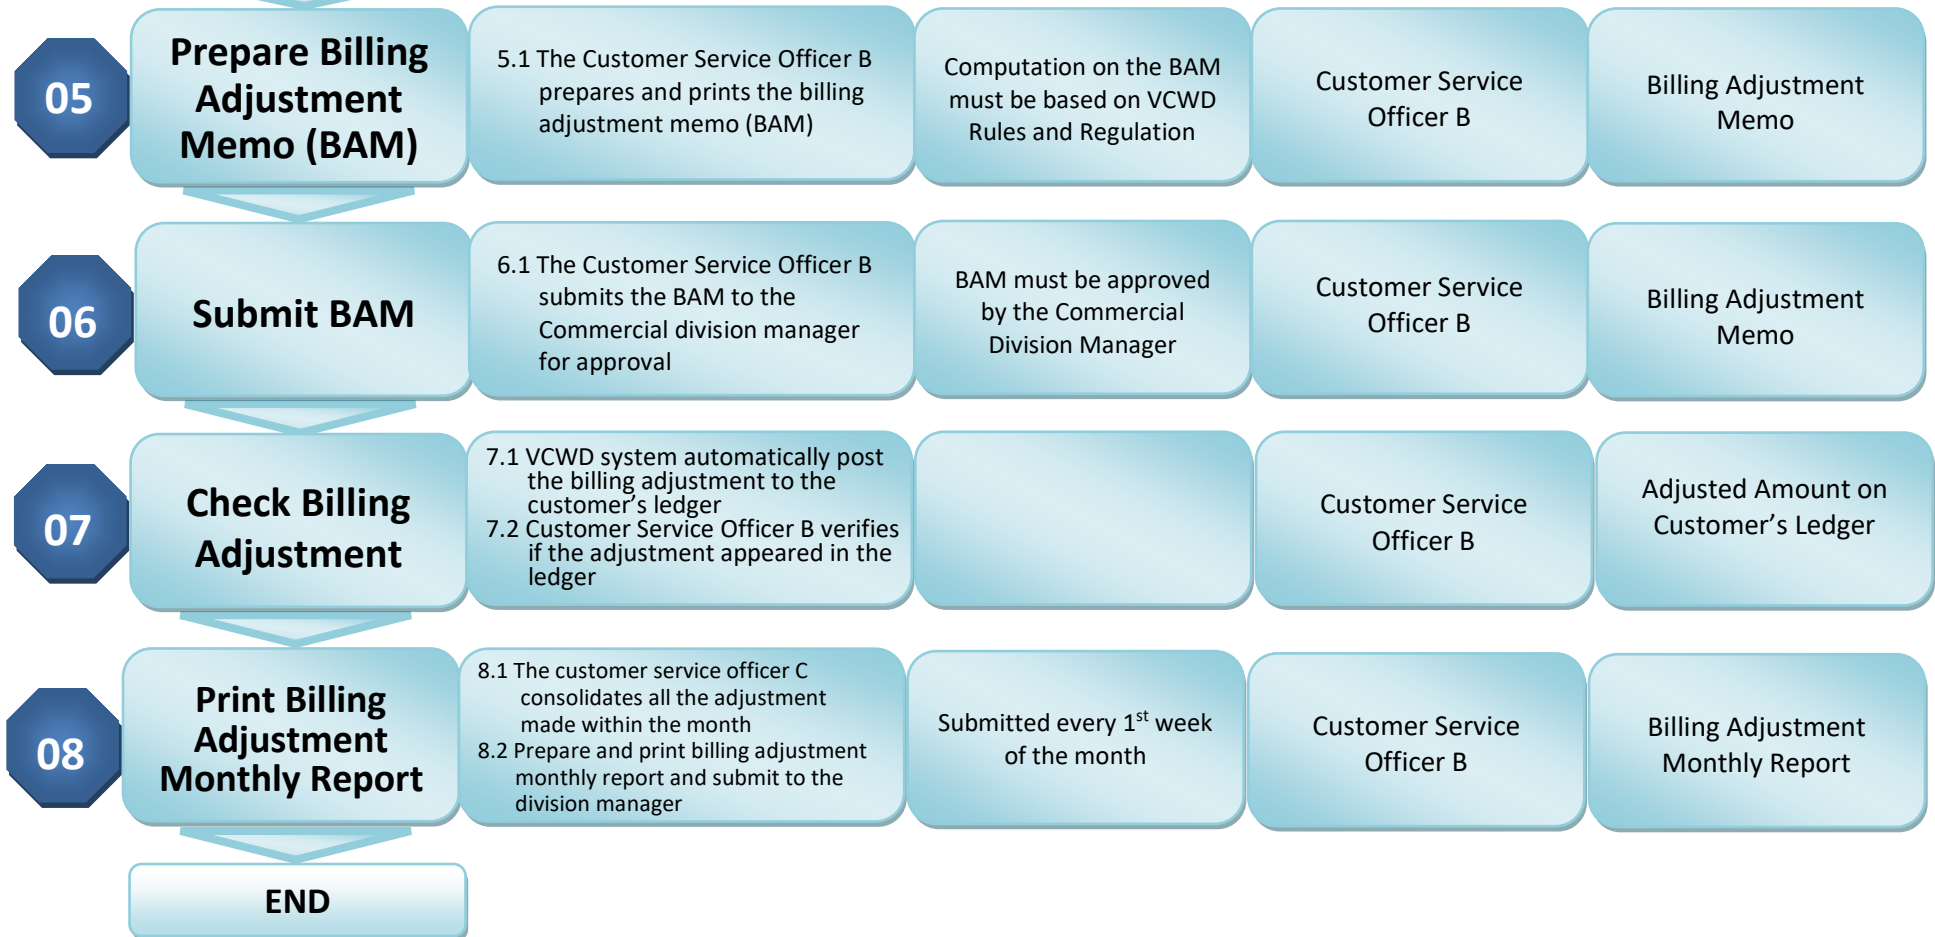 05
Prepare Billing
Adjustment
Memo (BAM)
5.1 The Customer Service Officer B
prepares and prints the billing
adjustment memo (BAM)
Computation on the BAM
must be based on VCWD
Rules and Regulation
Customer Service
Officer B
Billing Adjustment
Memo
06
Submit BAM
6.1 The Customer Service Officer B
submits the BAM to the
Commercial division manager
for approval
BAM must be approved
by the Commercial
Division Manager
Customer Service
Officer B
Billing Adjustment
Memo
07
Check Billing
Adjustment
7.1 VCWD system automatically post
the billing adjustment to the
customer’s ledger
7.2 Customer Service Officer B verifies
if the adjustment appeared in the
ledger
Customer Service
Officer B
Adjusted Amount on
Customer’s Ledger
08
Print Billing
Adjustment
Monthly Report
8.1 The customer service officer C
consolidates all the adjustment
made within the month
8.2 Prepare and print billing adjustment
monthly report and submit to the
division manager
Submitted every 1st week
of the month
Customer Service
Officer B
Billing Adjustment
Monthly Report
END